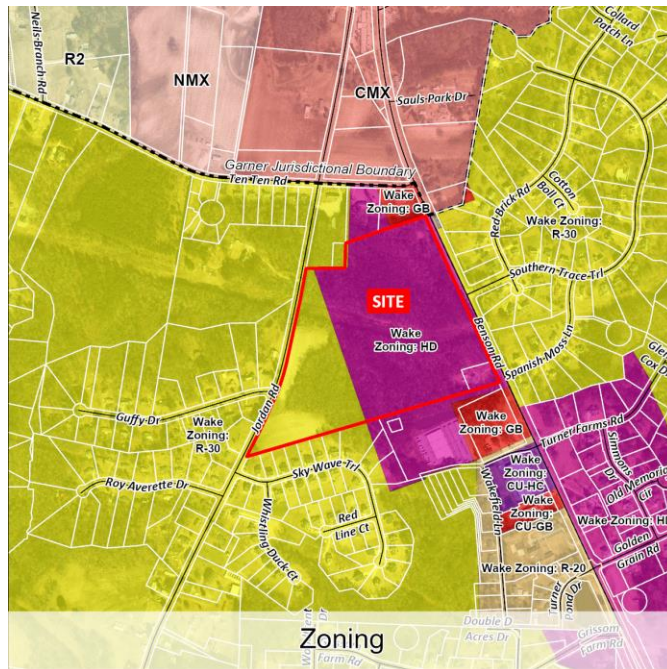 Neils Branch Rd
R2
NMX
CMX
Sauls Park Dr
Collard
Patch Ln
Garner Jurisdictional Boundary
Ten Ten Rd
Wake
Zoning: GB
Red Brick Rd
Cotton
Boll Ct
Wake Zoning:
R-30
Southern Trace Trl
SITE
Wake
Zoning: HD
Benson Rd
Spanish Moss Ln
Cox Dr
Jordan Rd
Guffy Dr
Wake
Zoning:
R-30
Roy Averette Dr
Sky Wave Trl
Whistling Duck Ct
Red
Line Ct
Wake
Zoning: GB
Turner Farms Rd
Wake
Zoning:
CU-HC
Wake
Zoning:
CU-GB
Wakefield Ln
Simmons
Dr
Old Memorial
Cir
Wake Zoning: H
Golden
Grain Rd
Wake Zoning: R-20
Turner
Pond Dr
Double D
Acres Dr
Grissom
Farm Rd
Farm Rd
Zoning